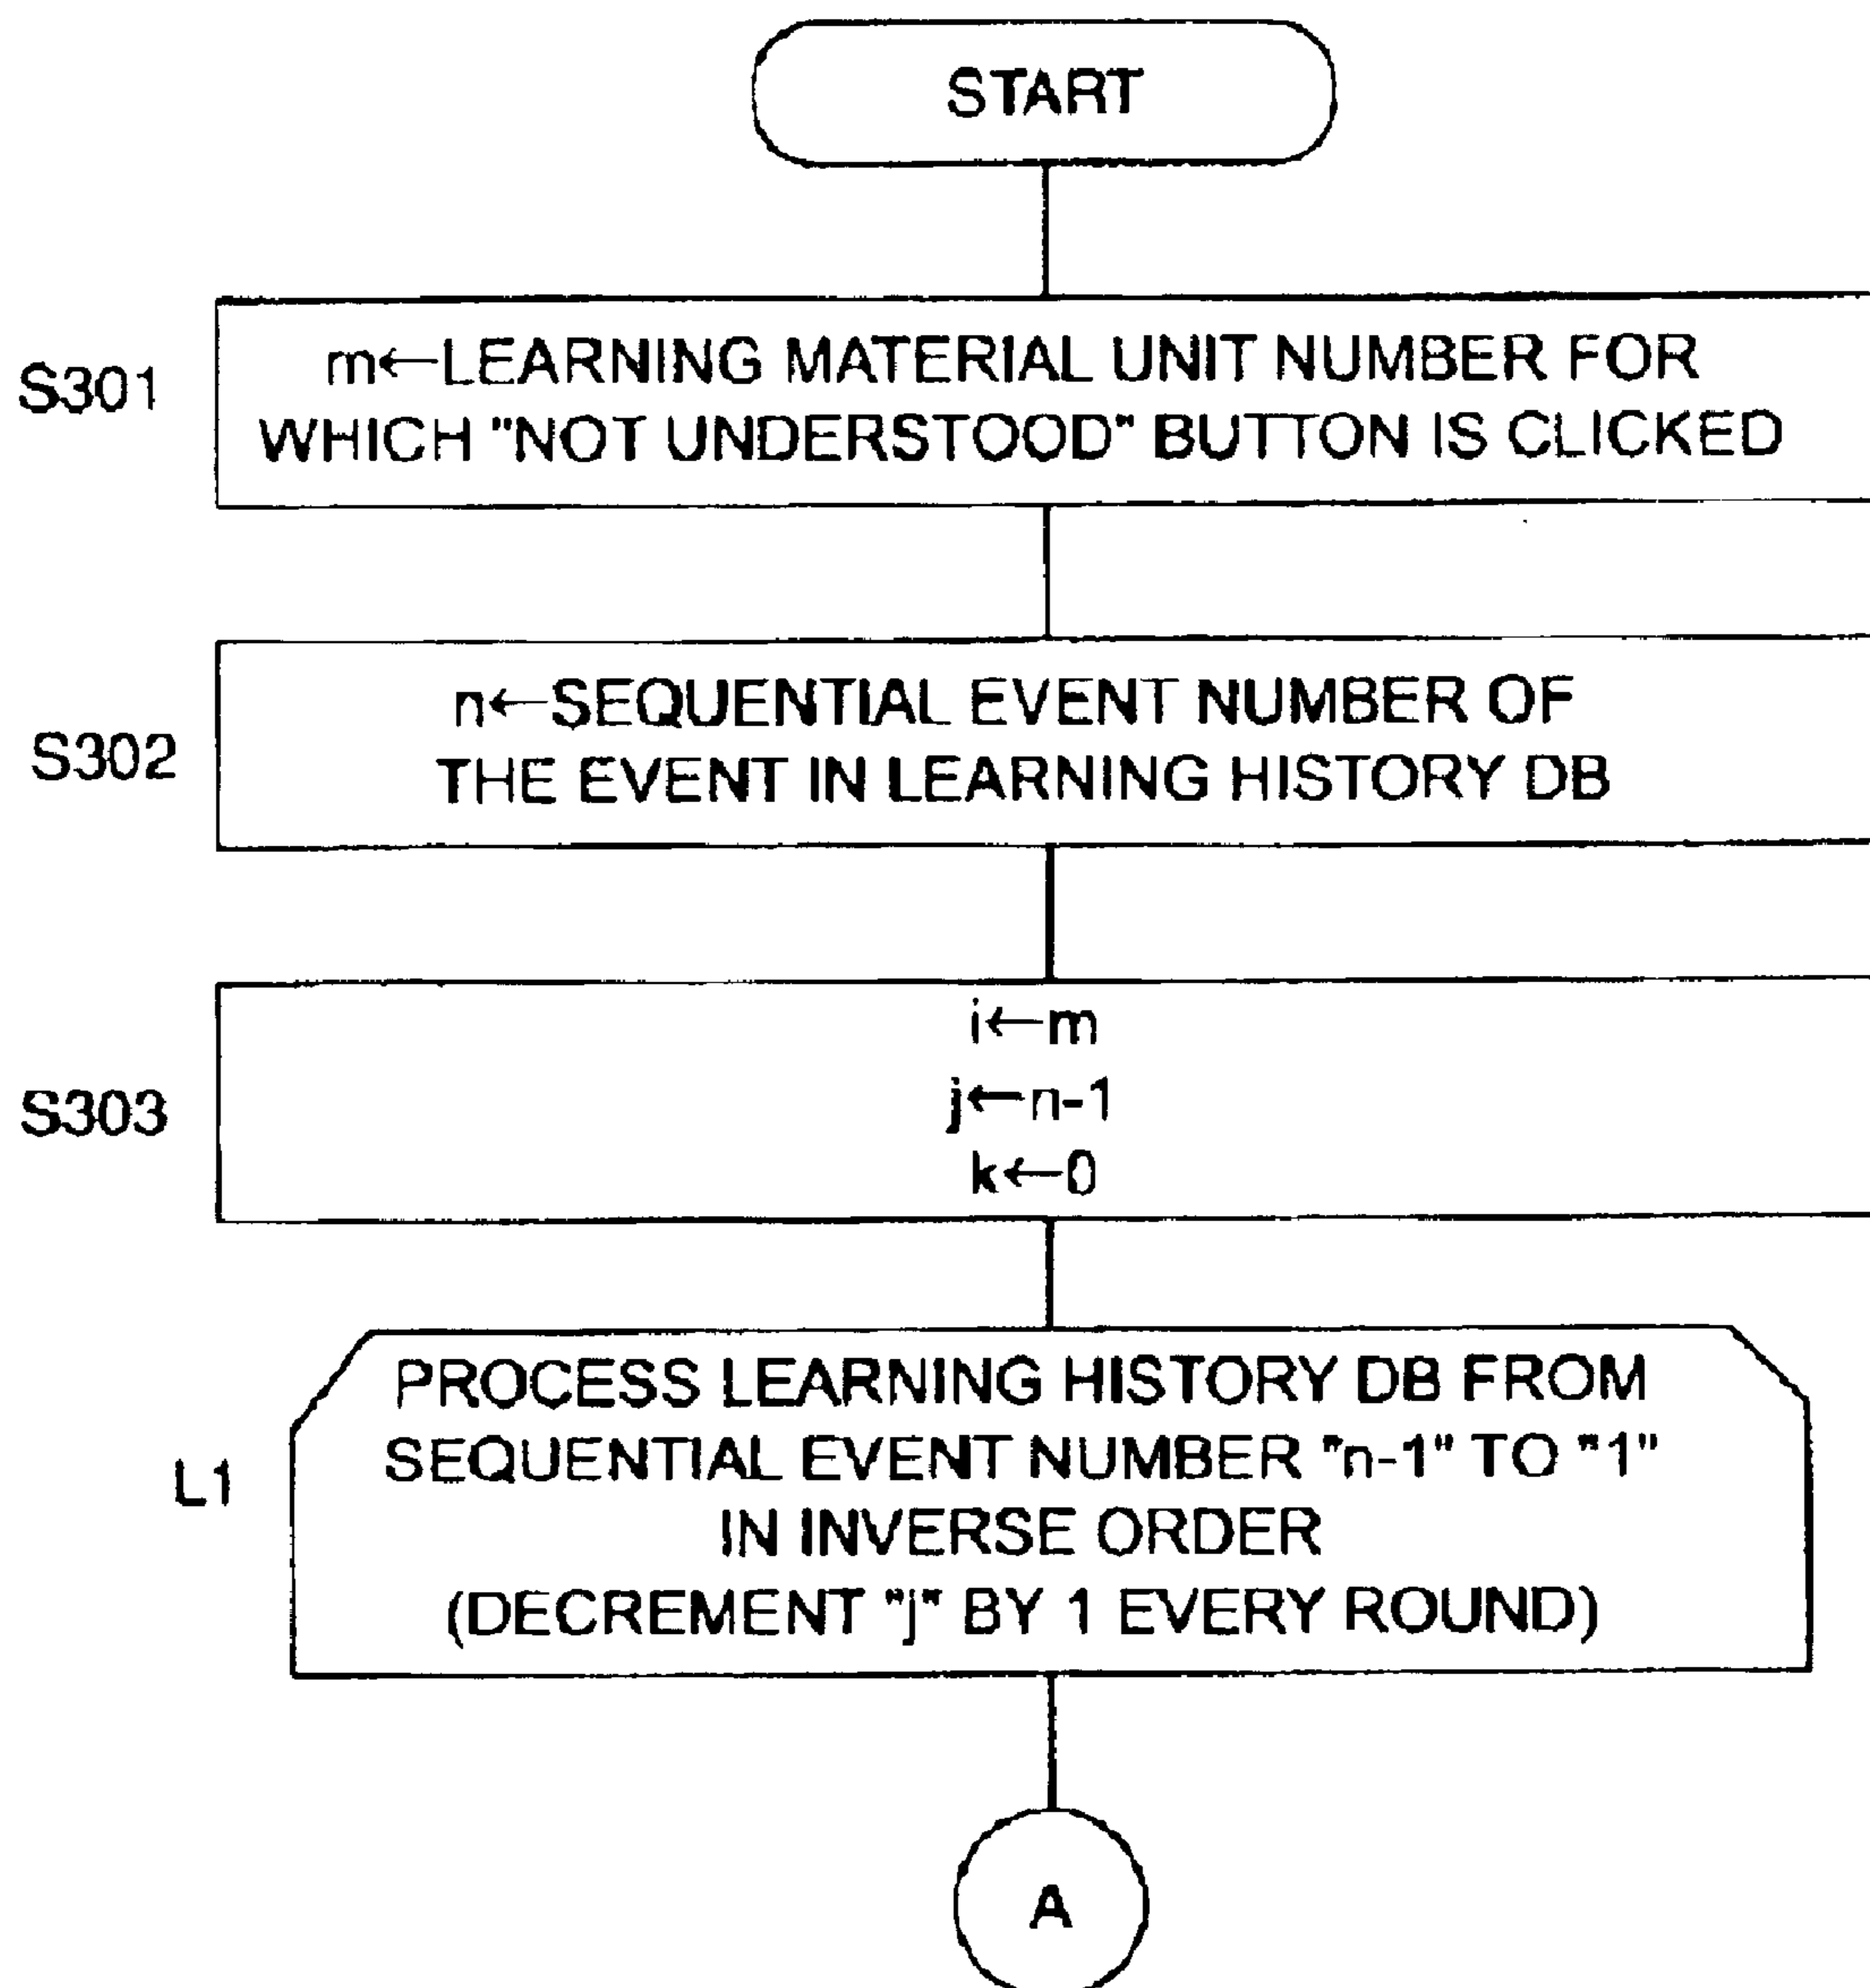 START
S301
m←LEARNING MATERIAL UNIT NUMBER FOR
WHICH "NOT UNDERSTOOD" BUTTON IS CLICKED
S302
n←SEQUENTIAL EVENT NUMBER OF
THE EVENT IN LEARNING HISTORY DB
S303
i←m
j←n-1
k←0
L1
PROCESS LEARNING HISTORY DB FROM
SEQUENTIAL EVENT NUMBER "n-1" TO "1"
IN INVERSE ORDER
(DECREMENT "j" BY 1 EVERY ROUND)
A